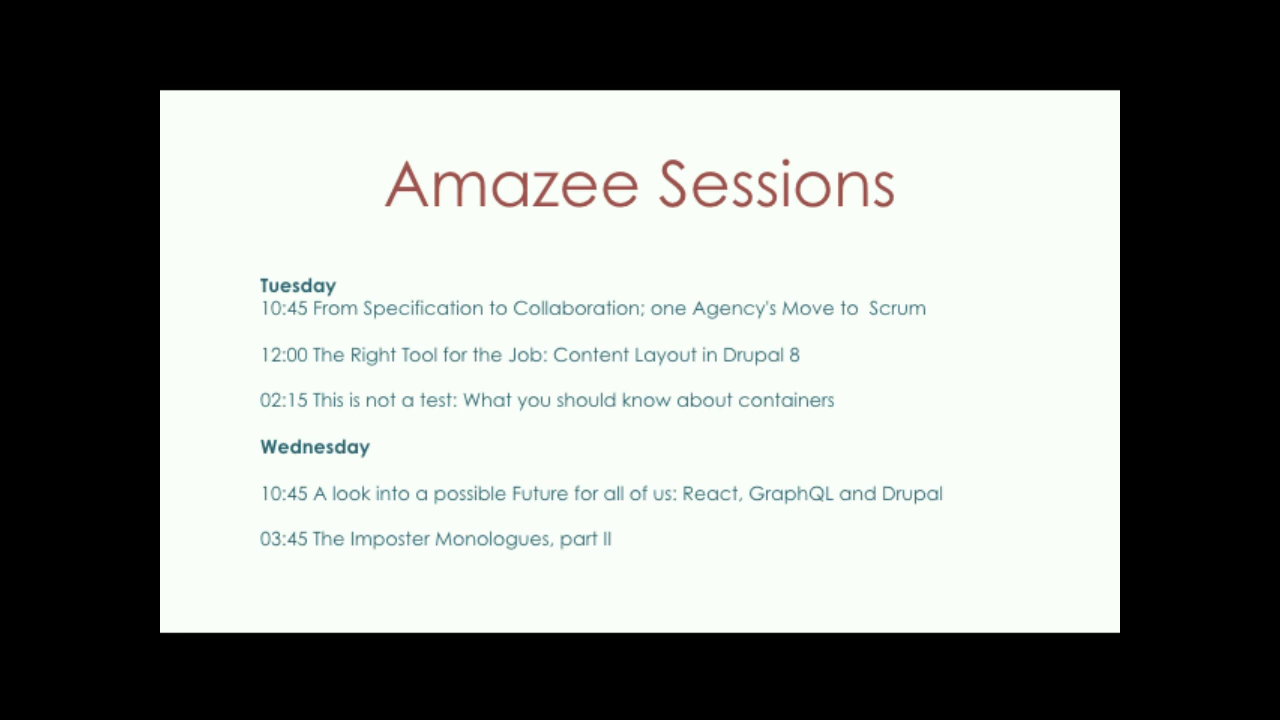 Amazee Sessions
Tuesday
10:45 From Specification to Collaboration; one Agency's Move to  Scrum
12:00 The Right Tool for the Job: Content Layout in Drupal 8
02:15 This is not a test: What you should know about containers
Wednesday
10:45 A look into a possible Future for all of us: React, GraphQL and Drupal
03:45 The Imposter Monologues, part II